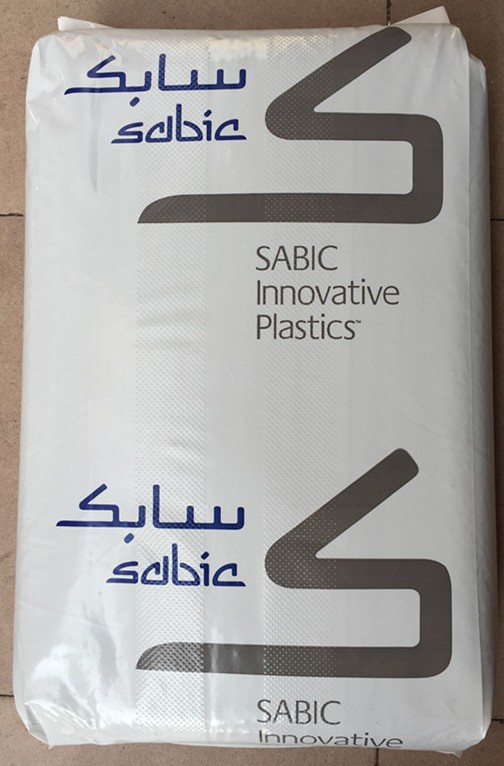 سابک
sabic
SABIC
Innovative
Plastics™
سابک
sabic
SABIC
Innovative